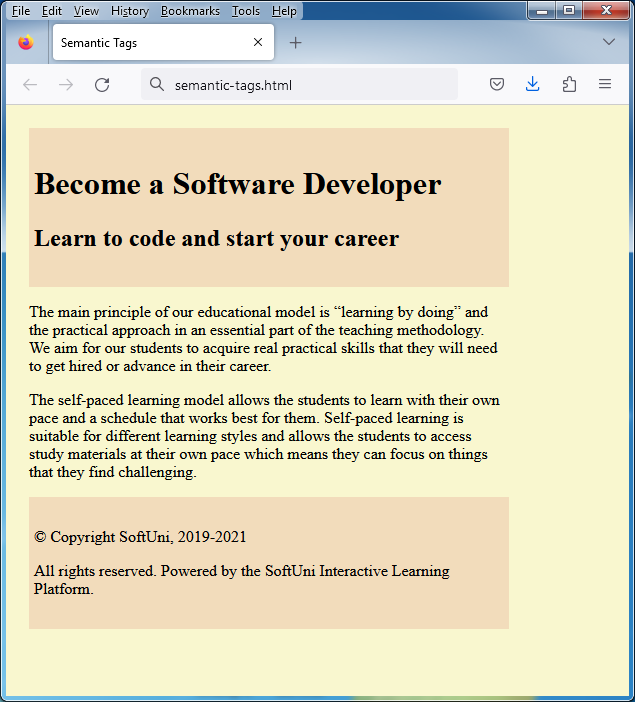 File Edit View History Bookmarks Tools Help
Semantic Tags
semantic-tags.html
Become a Software Developer
Learn to code and start your career
The main principle of our educational model is “learning by doing” and
the practical approach in an essential part of the teaching methodology.
We aim for our students to acquire real practical skills that they will need
to get hired or advance in their career.
The self-paced learning model allows the students to learn with their own
pace and a schedule that works best for them. Self-paced learning is
suitable for different learning styles and allows the students to access
study materials at their own pace which means they can focus on things
that they find challenging.
© Copyright SoftUni, 2019-2021
All rights reserved. Powered by the SoftUni Interactive Learning
Platform.